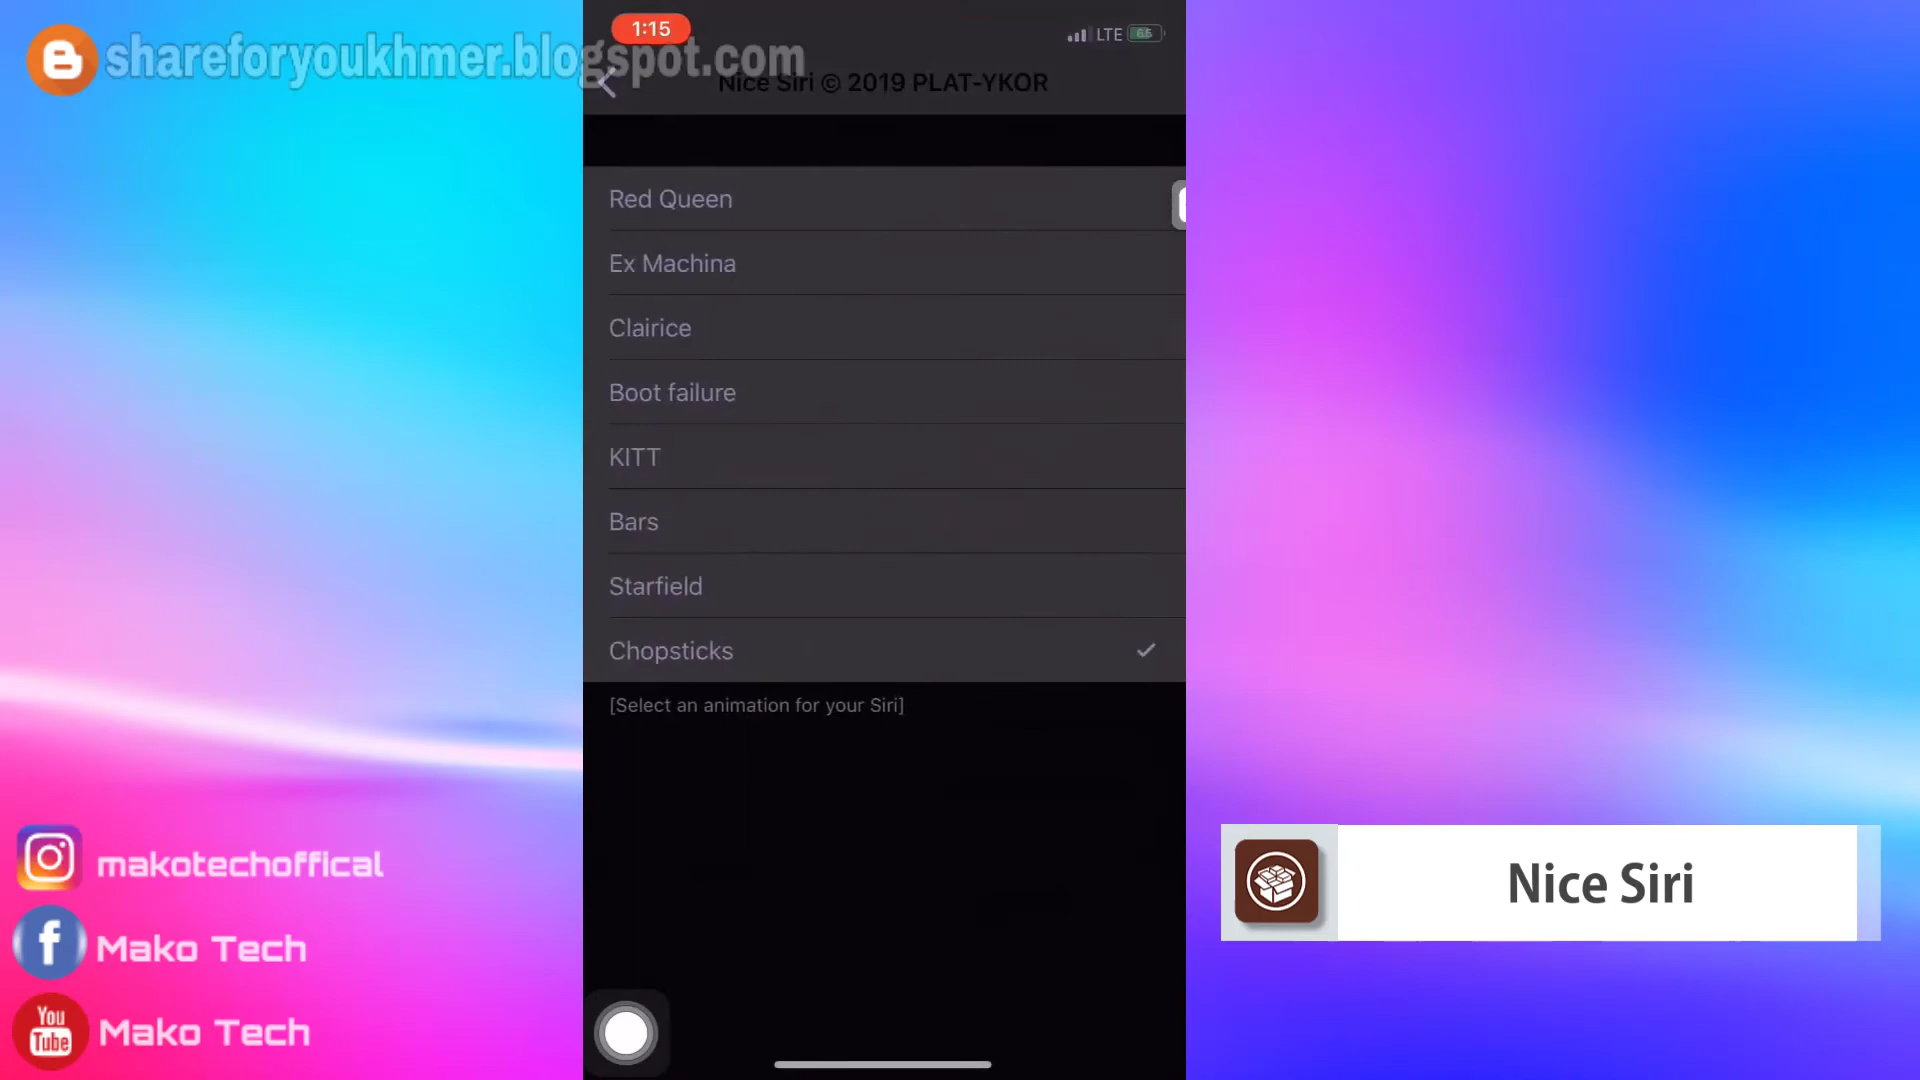 shareforyoukhmer.blogspot.com
1:15
LTE
65
Nice Siri © 2019 PLAT-YKOR
Red Queen
Ex Machina
Clairice
Boot failure
KITT
Bars
Starfield
Chopsticks
[Select an animation for your Siri]
makotechoffical
Mako Tech
You
Tube
Mako Tech
Nice Siri